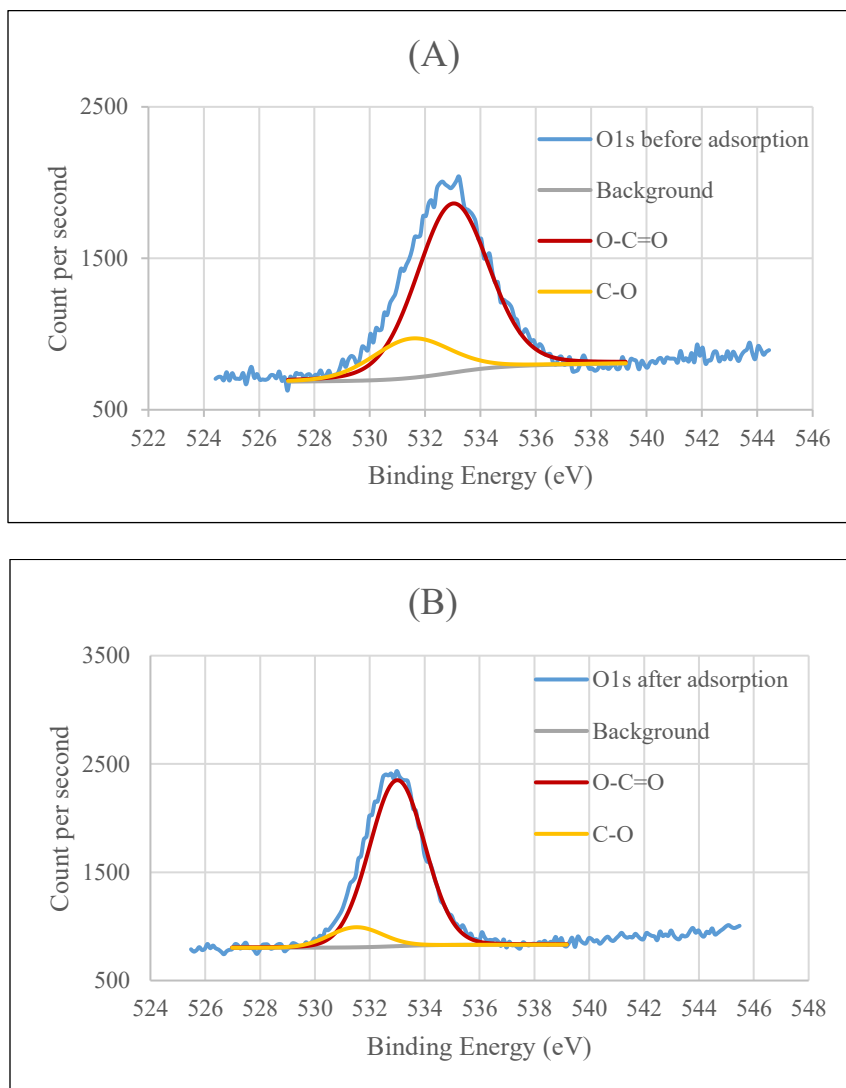 (A)
2500
1500
500
Count per second
O1s before adsorption
Background
O-C=O
C-O
522 524 526 528 530 532 534 536 538 540 542 544 546
Binding Energy (eV)
(B)
3500
2500
1500
500
Count per second
O1s after adsorption
Background
O-C=O
C-O
524 526 528 530 532 534 536 538 540 542 544 546 548
Binding Energy (eV)